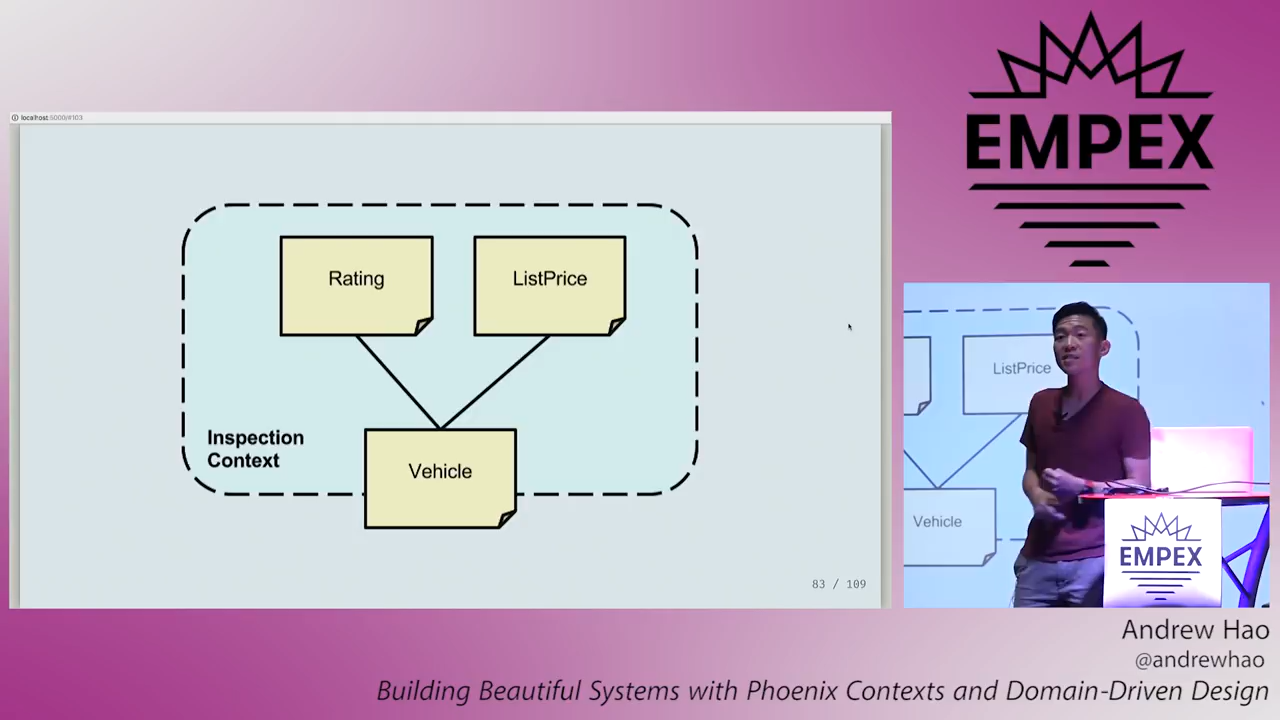 localhost:5000/#103
Rating
ListPrice
Inspection
Context
Vehicle
83 / 109
EMPEX
ListPrice
Vehicle
EMPEX
Andrew Hao
@andrewhao
Building Beautiful Systems with Phoenix Contexts and Domain-Driven Design